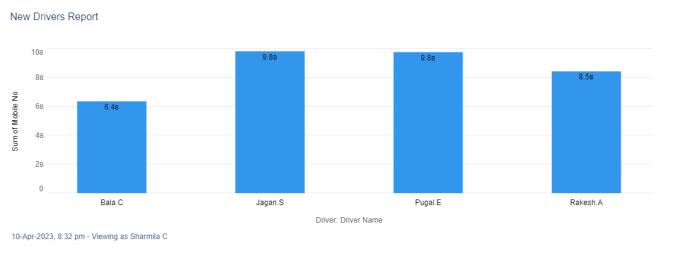 New Drivers Report
Sum of Mobile No
10B
8B
6B
4B
2B
0
6.4B
9.8B
9.8B
8.5B
Bala.C
Jagan.S
Pugal.E
Rakesh.A
Driver: Driver Name
10-Apr-2023, 8:32 pm - Viewing as Sharmila C